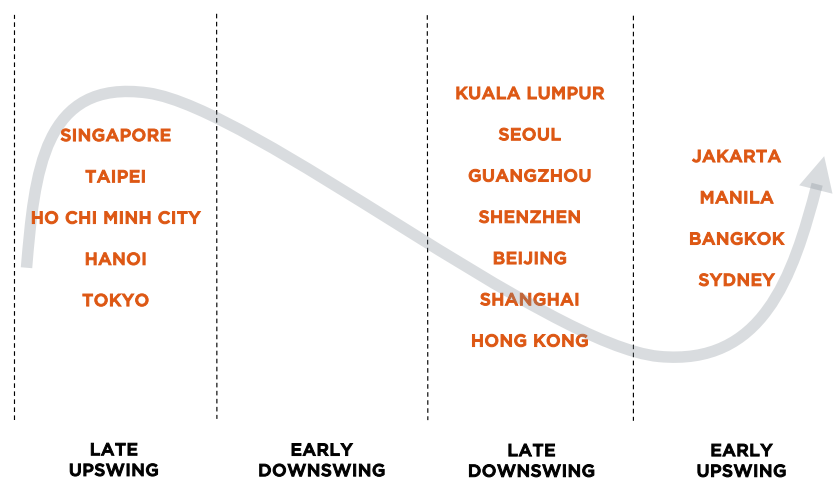 SINGAPORE
TAIPEI
HO CHI MINH CITY
HANOI
TOKYO
KUALA LUMPUR
SEOUL
GUANGZHOU
SHENZHEN
BEIJING
SHANGHAI
HONG KONG
JAKARTA
MANILA
BANGKOK
SYDNEY
LATE
UPSWING
EARLY
DOWNSWING
LATE
DOWNSWING
EARLY
UPSWING